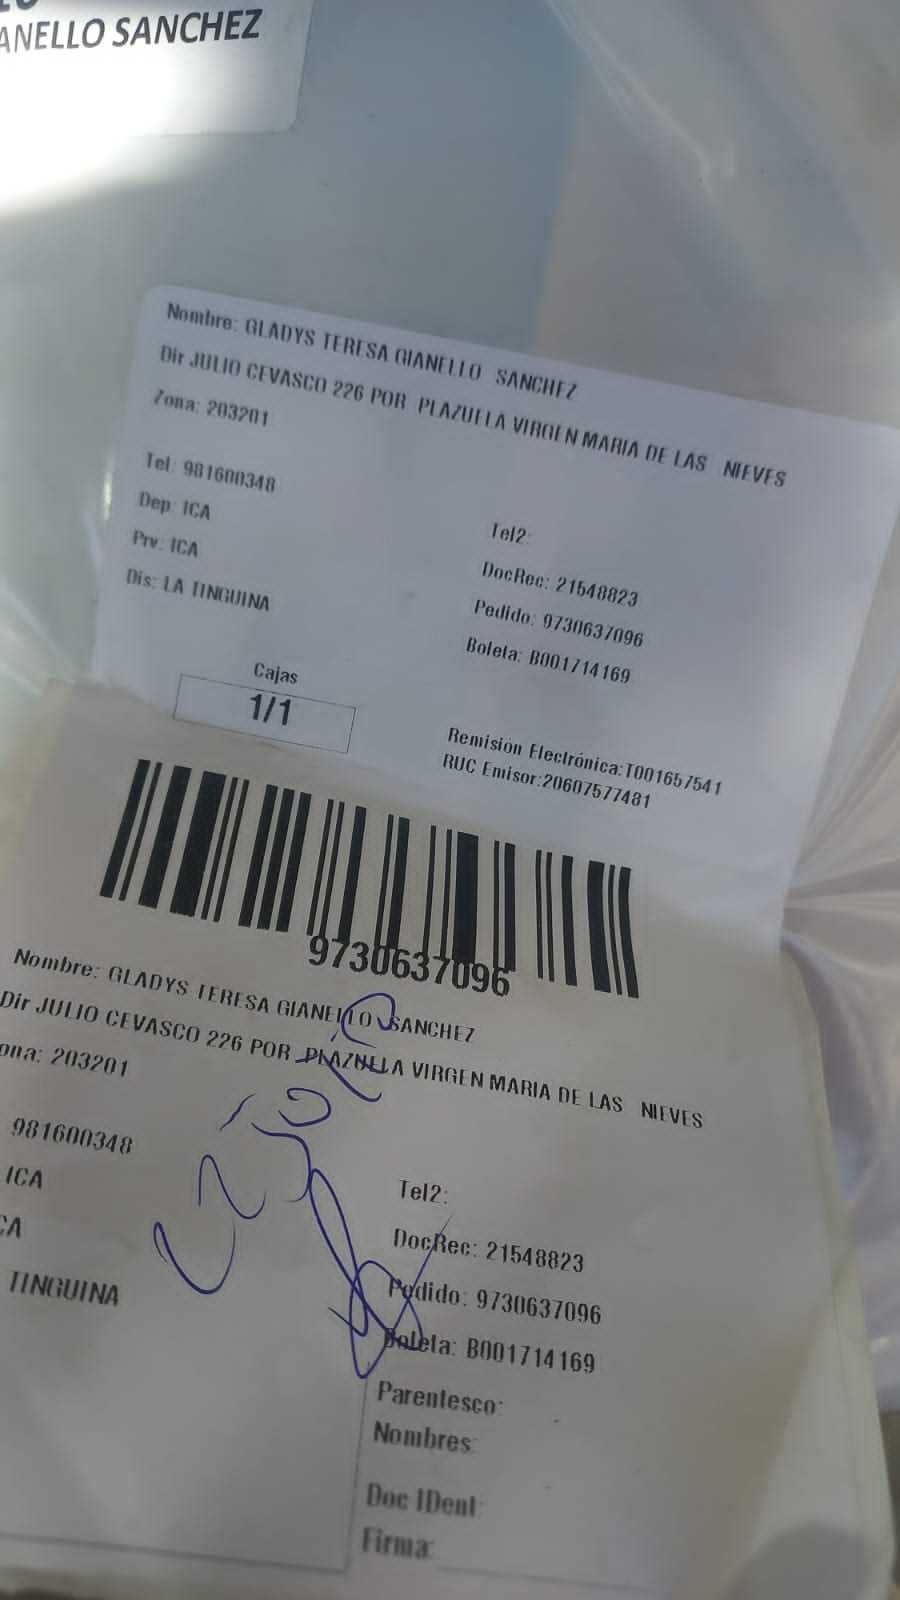 ANELLO SANCHEZ
Nombre: GLADYS TERESA GIANELLO SANCHEZ
Dir JULIO CEVASCO 226 POR PLAZUELA VIRGEN MARIA DE LAS NIEVES
Zona: 203201
Tel: 981600348
Dep: ICA
Prv: ICA
Dis: LA TINGUINA
Tel2:
DocRec: 21548823
Pedido: 9730637096
Boleta: B001714169
Cajas
1/1
Remisión Electrónica:T001657541
RUC Emisor:20607577481
9730637096
Nombre: GLADYS TERESA GIANELLO SANCHEZ
Dir JULIO CEVASCO 226 POR PLAZUELA VIRGEN MARIA DE LAS NIEVES
ona: 203201
981600348
ICA
CA
TINGUINA
Tel2:
DocRec: 21548823
Pedido: 9730637096
Boleta: B001714169
Parentesco:
Nombres:
Doc IDent:
Firma: